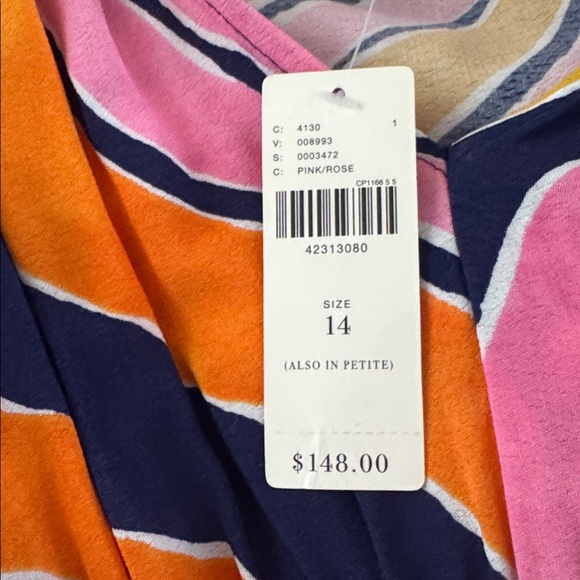 C: 4130 1
V: 008993
S: 0003472
C: PINK/ROSE
CP1166 5 5
42313080
SIZE
14
(ALSO IN PETITE)
$148.00